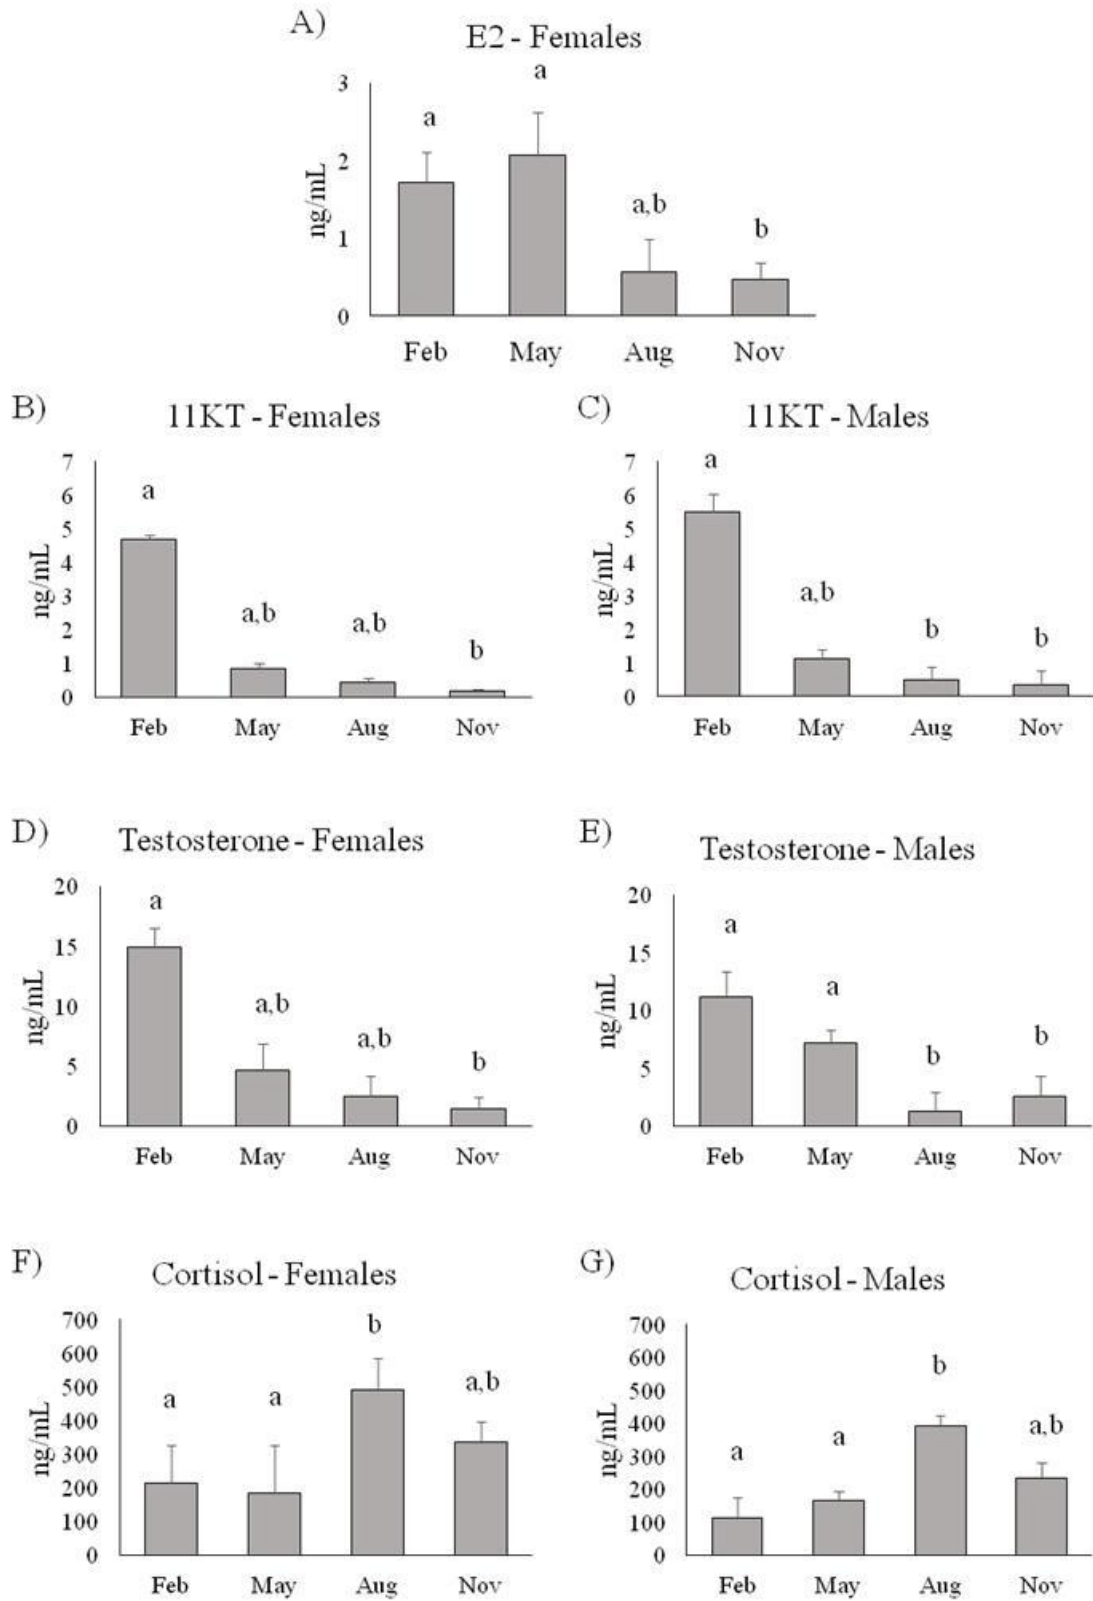 A)
E2 - Females
a
a
a,b
b
3
2
1
0
ng/mL
Feb May Aug Nov
B)
11KT - Females
a
a,b
a,b
b
7
6
5
4
3
2
1
0
ng/mL
Feb May Aug Nov
C)
11KT - Males
a
a,b
b
b
7
6
5
4
3
2
1
0
ng/mL
Feb May Aug Nov
D)
Testosterone - Females
a
a,b
a,b
b
20
15
10
5
0
ng/mL
Feb May Aug Nov
E)
Testosterone - Males
a
a
b
b
20
15
10
5
0
ng/mL
Feb May Aug Nov
F)
Cortisol - Females
a
a
b
a,b
700
600
500
400
300
200
100
0
ng/mL
Feb May Aug Nov
G)
Cortisol - Males
a
a
b
a,b
700
600
500
400
300
200
100
0
ng/mL
Feb May Aug Nov